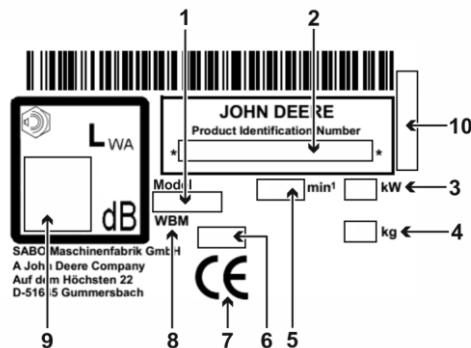 1 2
JOHN DEERE
Product Identification Number
* *
10
L WA
dB
Model
WBM
min¹ kW 3
kg 4
SABO Maschinenfabrik GmbH
A John Deere Company
Auf dem Höchsten 22
D-51645 Gummersbach
CE
9 8 7 6 5